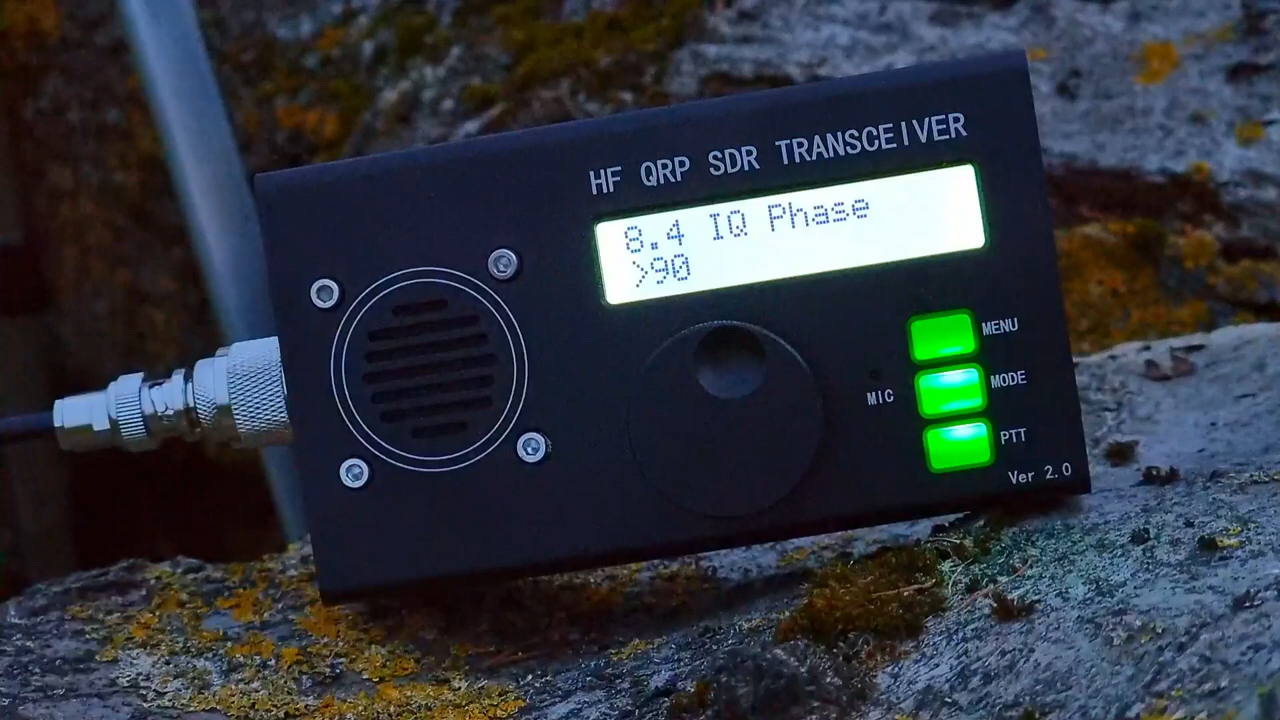 HF QRP SDR TRANSCEIVER
8.4 IQ Phase
>90
MENU
MODE
MIC
PTT
Ver 2.0